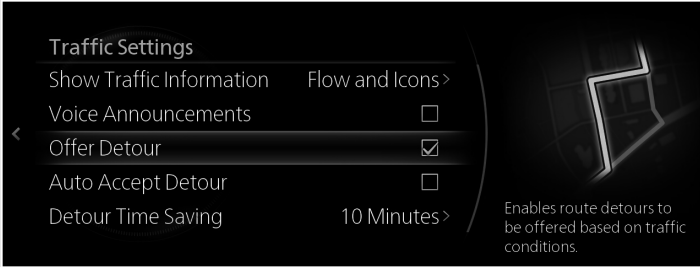 Traffic Settings
Show Traffic Information Flow and Icons
Voice Announcements
Offer Detour
Auto Accept Detour
Detour Time Saving 10 Minutes
Enables route detours to
be offered based on traffic
conditions.